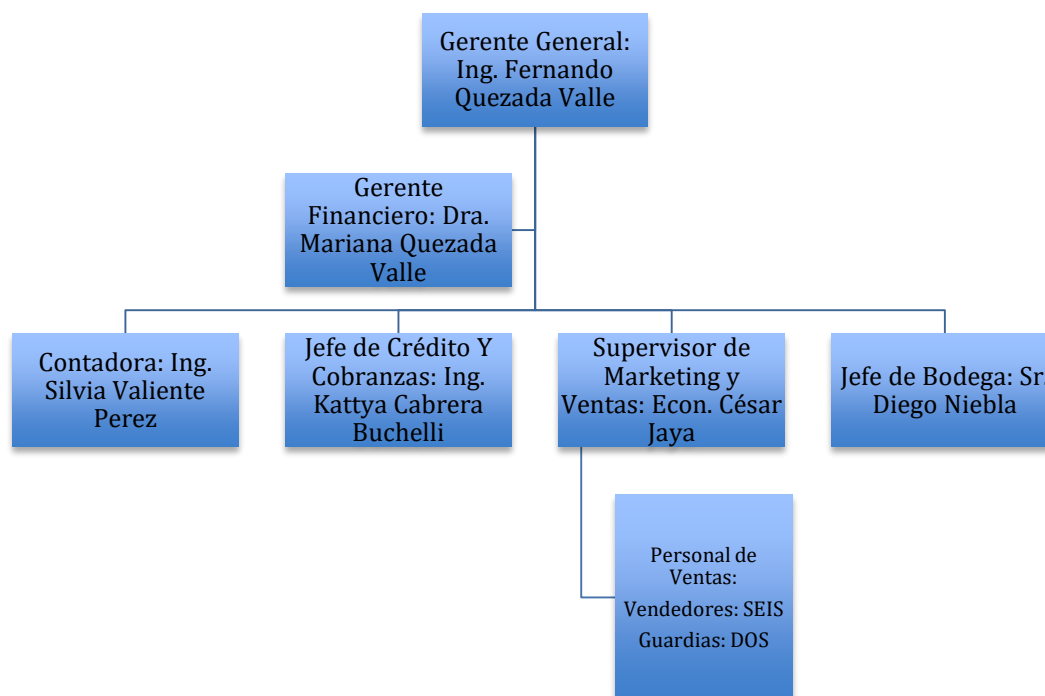 Gerente General:
Ing. Fernando
Quezada Valle
Gerente
Financiero: Dra.
Mariana Quezada
Valle
Contadora: Ing.
Silvia Valiente
Perez
Jefe de Crédito Y
Cobranzas: Ing.
Kattya Cabrera
Buchelli
Supervisor de
Marketing y
Ventas: Econ. César
Jaya
Jefe de Bodega: Sr.
Diego Niebla
Personal de
Ventas:
Vendedores: SEIS
Guardias: DOS